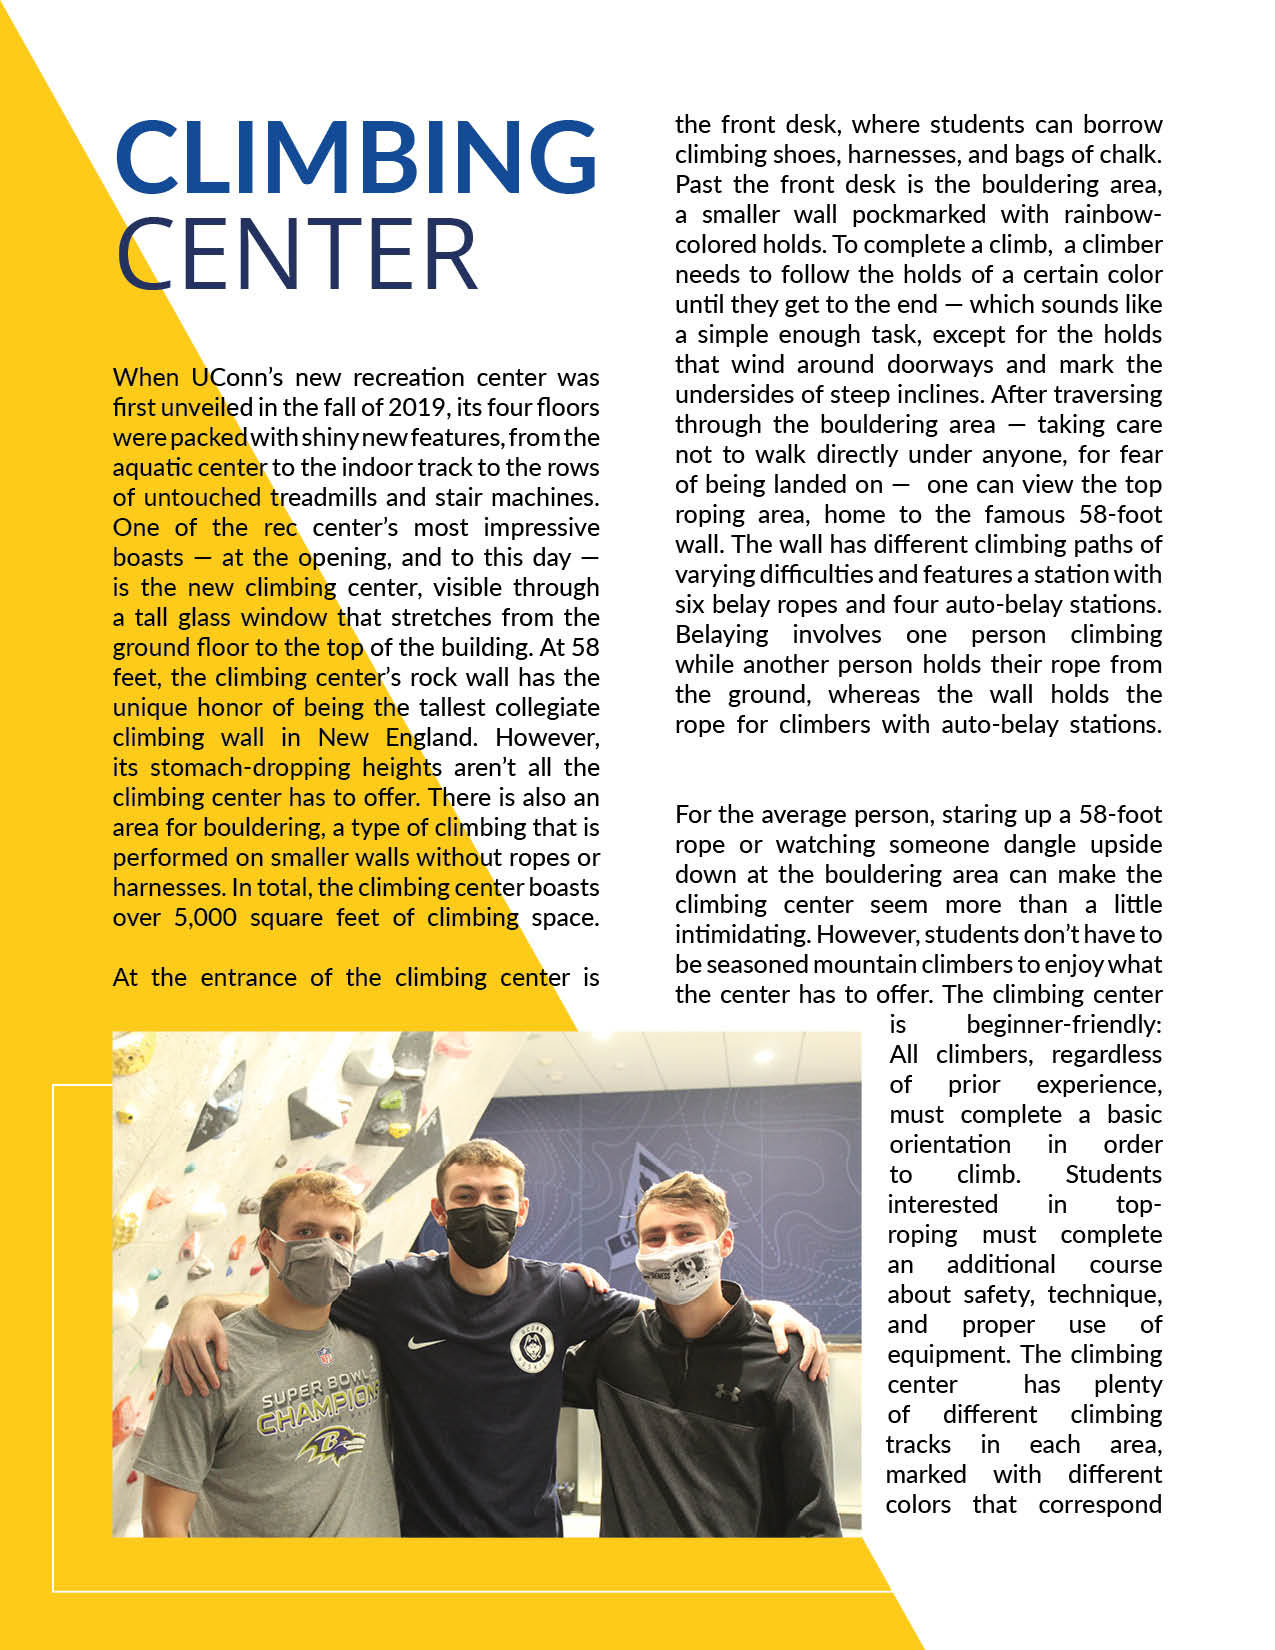 CLIMBING
CENTER
When UConn’s new recreation center was
first unveiled in the fall of 2019, its four floors
were packed with shiny new features, from the
aquatic center to the indoor track to the rows
of untouched treadmills and stair machines.
One of the rec center’s most impressive
boasts — at the opening, and to this day —
is the new climbing center, visible through
a tall glass window that stretches from the
ground floor to the top of the building. At 58
feet, the climbing center’s rock wall has the
unique honor of being the tallest collegiate
climbing wall in New England. However,
its stomach-dropping heights aren’t all the
climbing center has to offer. There is also an
area for bouldering, a type of climbing that is
performed on smaller walls without ropes or
harnesses. In total, the climbing center boasts
over 5,000 square feet of climbing space.
At the entrance of the climbing center is
the front desk, where students can borrow
climbing shoes, harnesses, and bags of chalk.
Past the front desk is the bouldering area,
a smaller wall pockmarked with rainbow-
colored holds. To complete a climb, a climber
needs to follow the holds of a certain color
until they get to the end — which sounds like
a simple enough task, except for the holds
that wind around doorways and mark the
undersides of steep inclines. After traversing
through the bouldering area — taking care
not to walk directly under anyone, for fear
of being landed on — one can view the top
roping area, home to the famous 58-foot
wall. The wall has different climbing paths of
varying difficulties and features a station with
six belay ropes and four auto-belay stations.
Belaying involves one person climbing
while another person holds their rope from
the ground, whereas the wall holds the
rope for climbers with auto-belay stations.
For the average person, staring up a 58-foot
rope or watching someone dangle upside
down at the bouldering area can make the
climbing center seem more than a little
intimidating. However, students don’t have to
be seasoned mountain climbers to enjoy what
the center has to offer. The climbing center
is beginner-friendly:
All climbers, regardless
of prior experience,
must complete a basic
orientation in order
to climb. Students
interested in top-
roping must complete
an additional course
about safety, technique,
and proper use of
equipment. The climbing
center has plenty
of different climbing
tracks in each area,
marked with different
colors that correspond
SUPER BOWL
CHAMPIONS
B
UCONN
HUSKIES